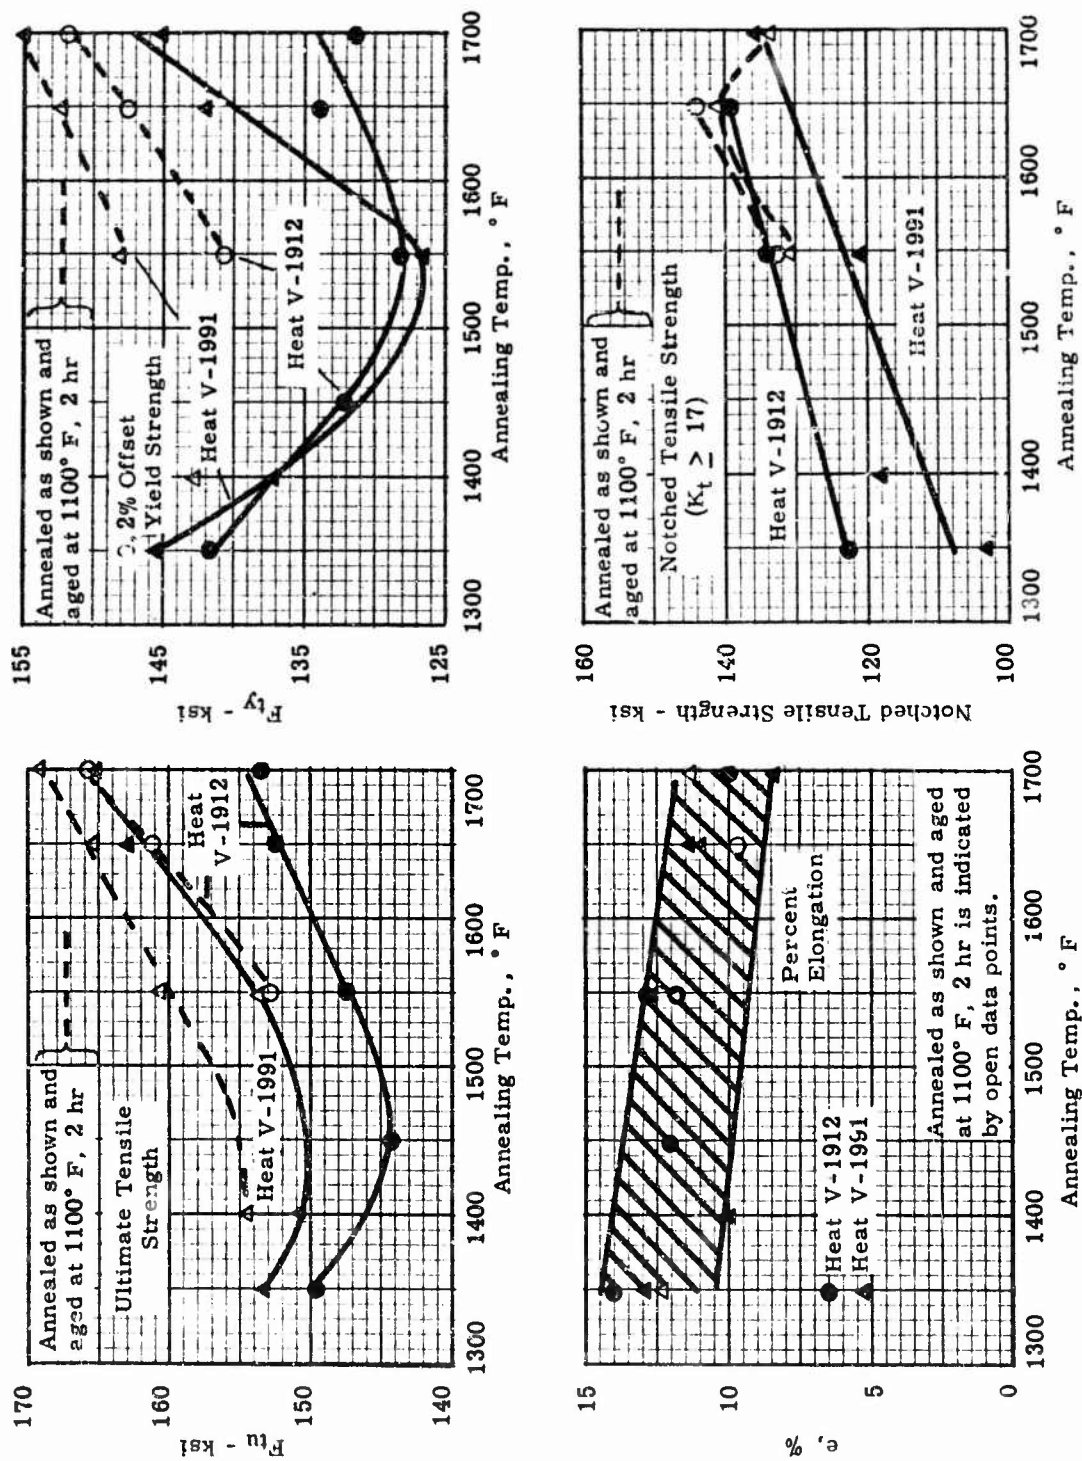 Annealed as shown and
aged at 1100° F, 2 hr
Ultimate Tensile
Strength
Heat V-1991
Heat
V-1912
170
160
150
140
F_tu - ksi
1300
1400
1500
1600
1700
Annealing Temp., °F
Annealed as shown and
aged at 1100° F, 2 hr
0.2% Offset
Yield Strength
Heat V-1991
Heat V-1912
155
145
135
125
F_ty - ksi
1300
1400
1500
1600
1700
Annealing Temp., °F
Percent
Elongation
Heat V-1912
Heat V-1991
Annealed as shown and aged
at 1100° F, 2 hr is indicated
by open data points.
15
10
5
0
e, %
1300
1400
1500
1600
1700
Annealing Temp., °F
Annealed as shown and
aged at 1100° F, 2 hr
Notched Tensile Strength
(K_t ≥ 17)
Heat V-1912
Heat V-1991
160
140
120
100
Notched Tensile Strength - ksi
1300
1400
1500
1600
1700
Annealing Temp., °F